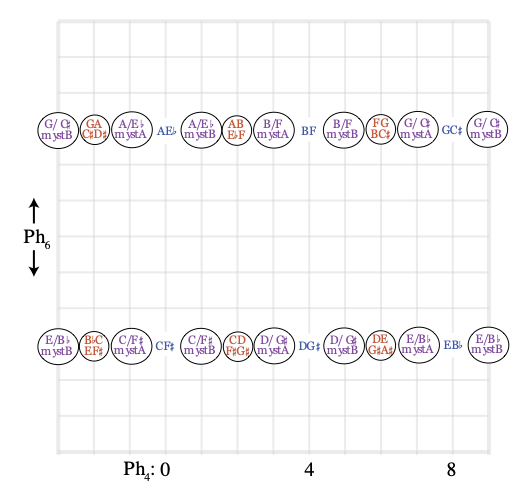 G/ C♯ GA A/E♭ A/E♭ AB B/F B/F FG G/ C♯ G/ C♯
mystB C♯D♯ mystA AE♭ mystB E♭F mystA BF mystB BC♯ mystA GC♯ mystB
Ph₆
E/B♭ B♭C C/F♯ C/F♯ CD D/ G♯ D/ G♯ DE E/B♭ E/B♭
mystB EF♯ mystA CF♯ mystB F♯G♯ mystA DG♯ mystB G♯A♯ mystA EB♭ mystB
Ph₄: 0 4 8